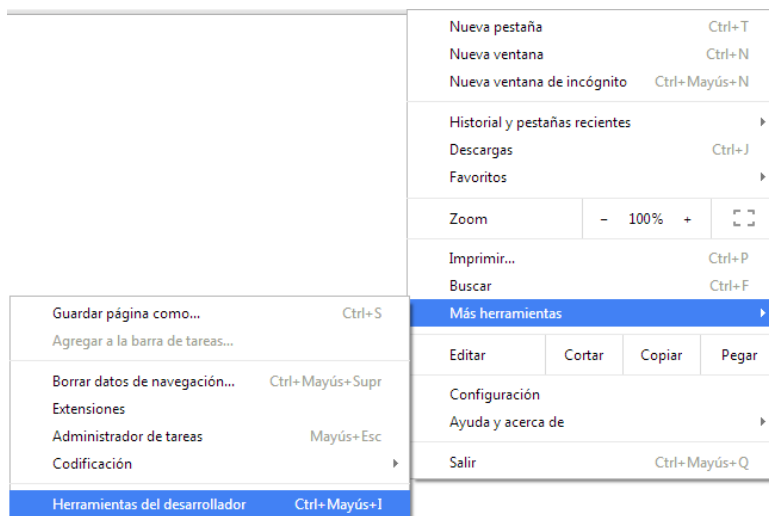 Nueva pestaña Ctrl+T
Nueva ventana Ctrl+N
Nueva ventana de incógnito Ctrl+Mayús+N
Historial y pestañas recientes
Descargas Ctrl+J
Favoritos
Zoom - 100% +
Imprimir... Ctrl+P
Buscar Ctrl+F
Más herramientas
Editar Cortar Copiar Pegar
Configuración
Ayuda y acerca de
Salir Ctrl+Mayús+Q
Guardar página como... Ctrl+S
Agregar a la barra de tareas...
Borrar datos de navegación... Ctrl+Mayús+Supr
Extensiones
Administrador de tareas Mayús+Esc
Codificación
Herramientas del desarrollador Ctrl+Mayús+I